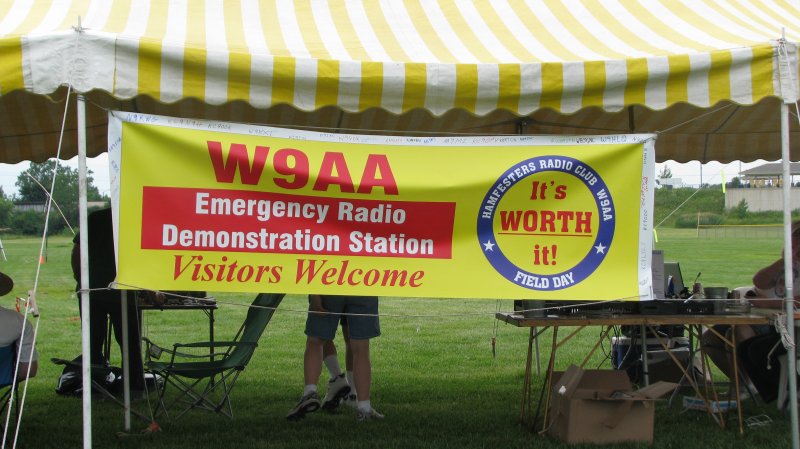 W9AA
Emergency Radio
Demonstration Station
Visitors Welcome
HAMFESTERS RADIO CLUB W9AA
It's
WORTH
it!
FIELD DAY